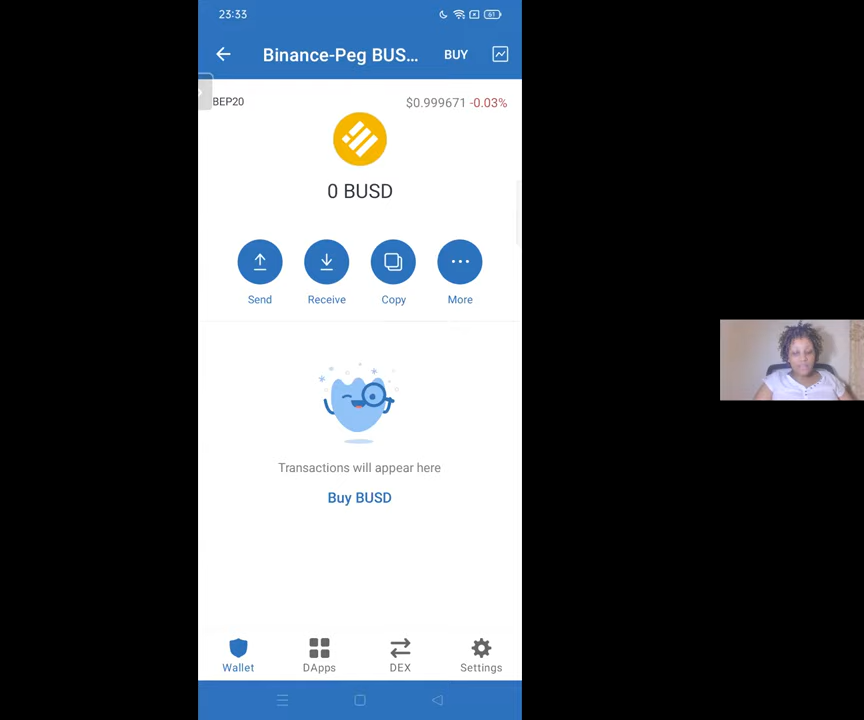 23:33
61
Binance-Peg BUS...
BUY
BEP20
$0.999671 -0.03%
0 BUSD
Send
Receive
Copy
More
Transactions will appear here
Buy BUSD
Wallet
DApps
DEX
Settings